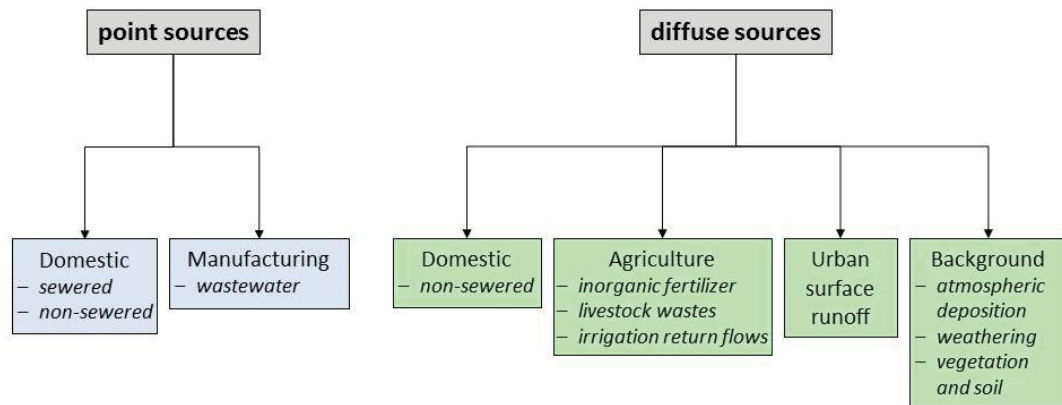 point sources
diffuse sources
Domestic
– sewered
– non-sewered
Manufacturing
– wastewater
Domestic
– non-sewered
Agriculture
– inorganic fertilizer
– livestock wastes
– irrigation return flows
Urban
surface
runoff
Background
– atmospheric
deposition
– weathering
– vegetation
and soil